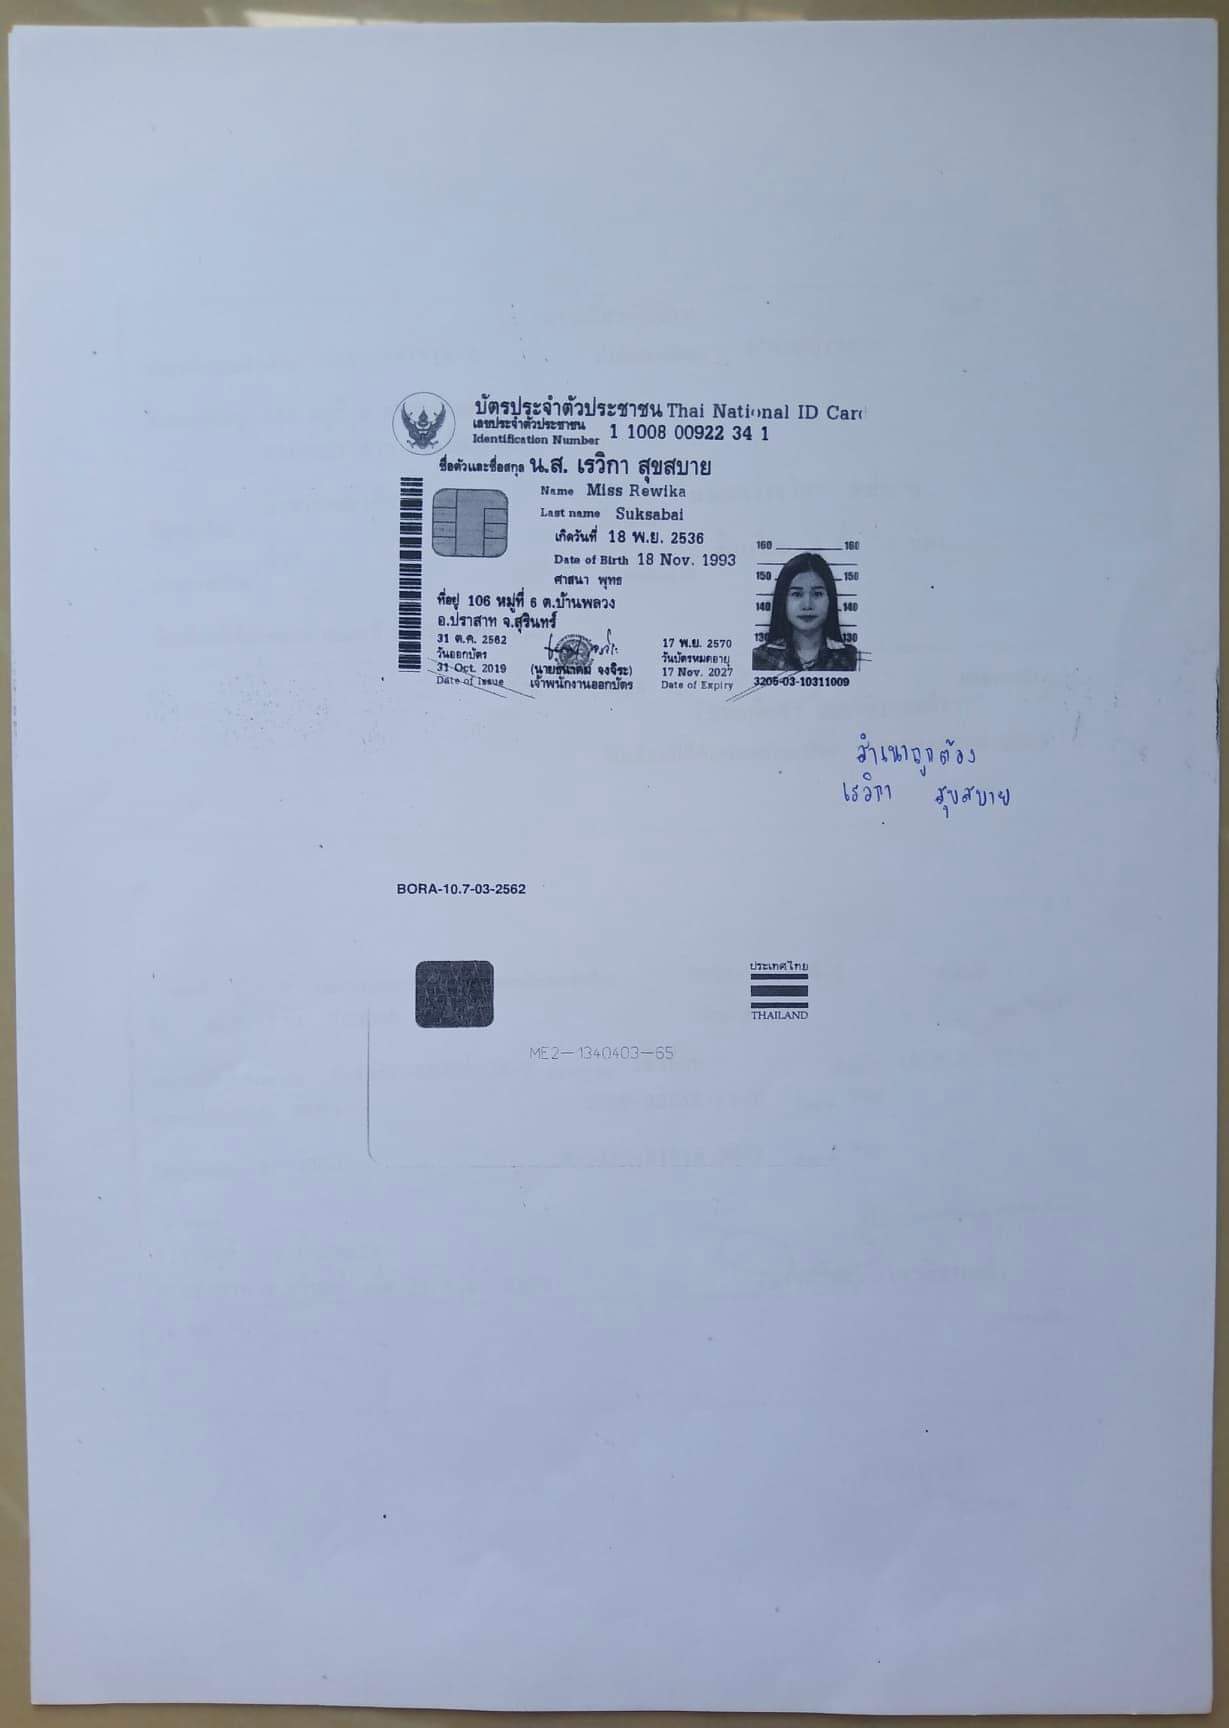 บัตรประจำตัวประชาชน Thai National ID Card
เลขประจำตัวประชาชน
Identification Number 1 1008 00922 34 1
ชื่อตัวและชื่อสกุล น.ส. เรวิกา สุขสบาย
Name Miss Rewika
Last name Suksabai
เกิดวันที่ 18 พ.ย. 2536
Date of Birth 18 Nov. 1993
ศาสนา พุทธ
ที่อยู่ 106 หมู่ที่ 6 ต.บ้านพลวง
อ.ปราสาท จ.สุรินทร์
31 ต.ค. 2562
วันออกบัตร
31 Oct. 2019
Date of Issue
(นายธนาคม จงจิระ)
เจ้าพนักงานออกบัตร
17 พ.ย. 2570
วันบัตรหมดอายุ
17 Nov. 2027
Date of Expiry
160 160
150 150
140 140
130 130
3205-03-10311009
สำเนาถูกต้อง
เรวิกา สุขสบาย
BORA-10.7-03-2562
ประเทศไทย
THAILAND
ME2-1340403-65